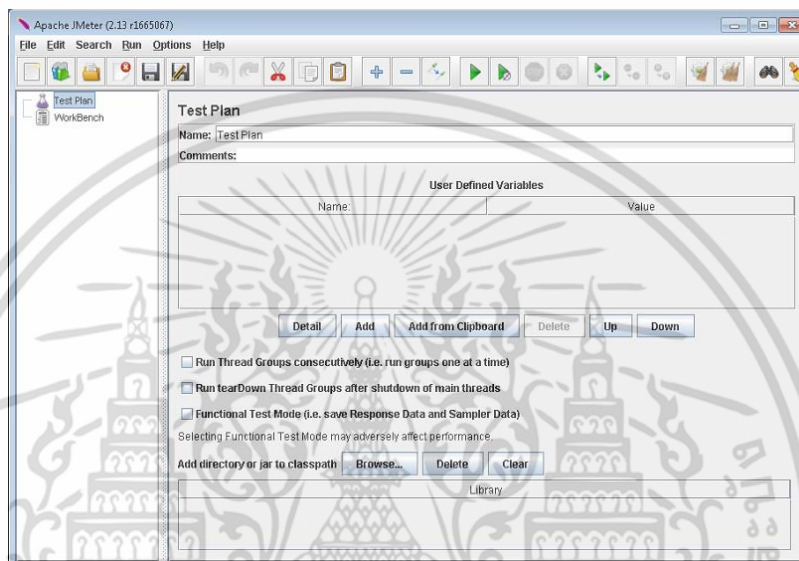 Apache JMeter (2.13 r1665067)
File Edit Search Run Options Help
Test Plan
WorkBench
Test Plan
Name: Test Plan
Comments:
User Defined Variables
Name: Value
Detail Add Add from Clipboard Delete Up Down
Run Thread Groups consecutively (i.e. run groups one at a time)
Run tearDown Thread Groups after shutdown of main threads
Functional Test Mode (i.e. save Response Data and Sampler Data)
Selecting Functional Test Mode may adversely affect performance.
Add directory or jar to classpath Browse... Delete Clear
Library